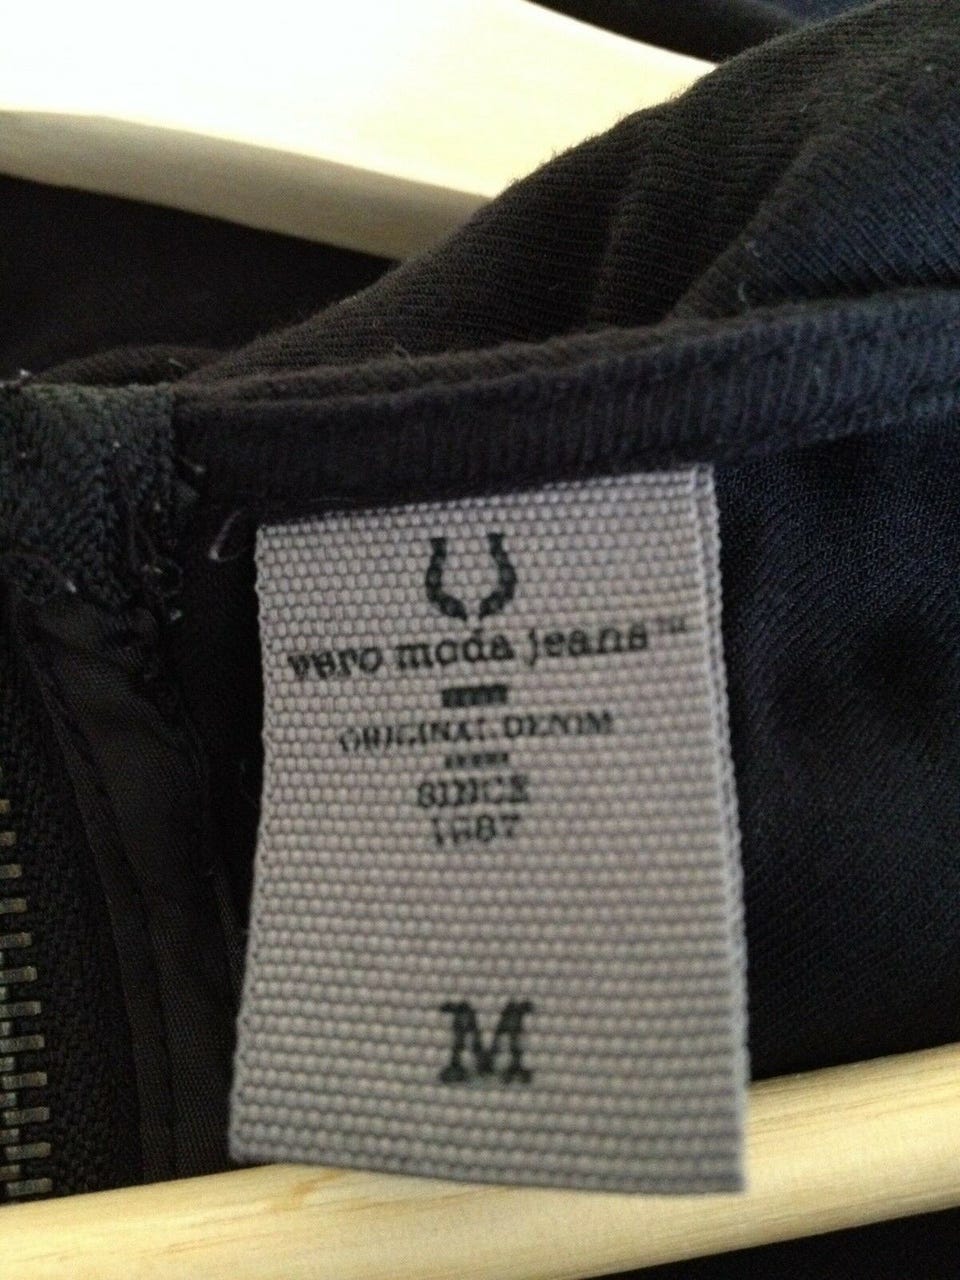 vero moda jeans™
ORIGINAL DENIM
SINCE
1987
M